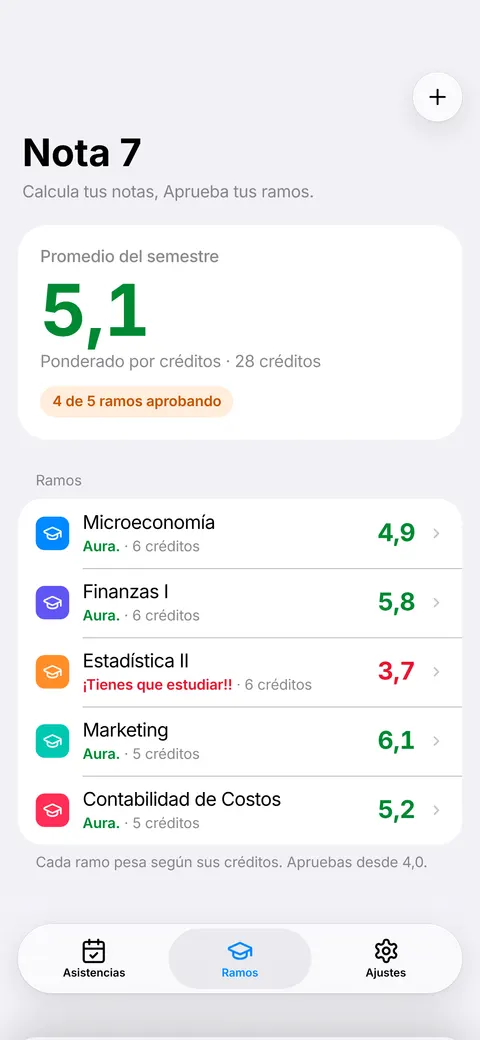 Nota 7
Calcula tus notas, Aprueba tus ramos.
Promedio del semestre
5,1
Ponderado por créditos · 28 créditos
4 de 5 ramos aprobando
Ramos
Microeconomía
Aura. · 6 créditos
4,9
Finanzas I
Aura. · 6 créditos
5,8
Estadística II
¡Tienes que estudiar!! · 6 créditos
3,7
Marketing
Aura. · 5 créditos
6,1
Contabilidad de Costos
Aura. · 5 créditos
5,2
Cada ramo pesa según sus créditos. Apruebas desde 4,0.
Asistencias
Ramos
Ajustes